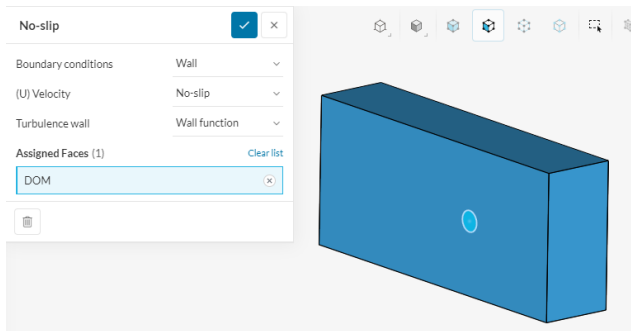 No-slip
Boundary conditions Wall
(U) Velocity No-slip
Turbulence wall Wall function
Assigned Faces (1) Clear list
DOM